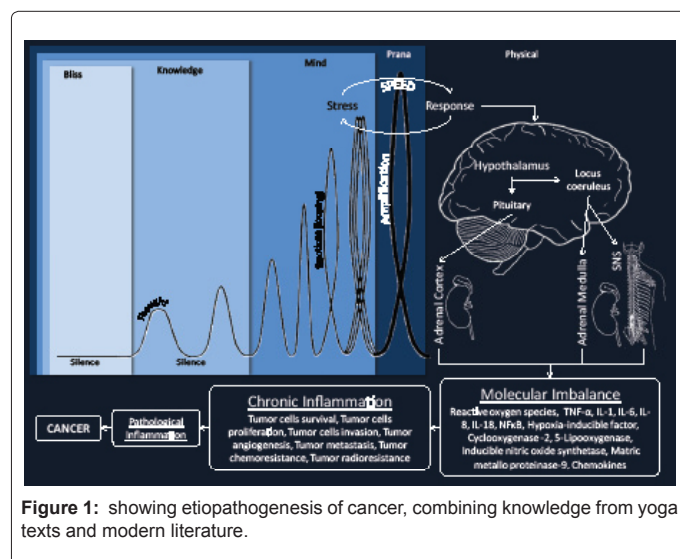 Bliss
Knowledge
Mind
Prana
Physical
SPEED
Stress
Response
Amplification
Hypothalamus
Locus
coeruleus
Pituitary
Adrenal Cortex
Adrenal Medulla
SNS
Silence
Silence
CANCER
Pathological
Inflammation
Chronic Inflammation
Tumor cells survival, Tumor cells
proliferation, Tumor cells invasion, Tumor
angiogenesis, Tumor metastasis, Tumor
chemoresistance, Tumor radioresistance
Molecular Imbalance
Reactive oxygen species, TNF-α, IL-1, IL-6, IL-
8, IL-18, NFκB, Hypoxia-inducible factor,
Cyclooxygenase-2, 5-Lipooxygenase,
Inducible nitric oxide synthetase, Matric
metallo proteinase-9. Chemokines
Figure 1: showing etiopathogenesis of cancer, combining knowledge from yoga
texts and modern literature.